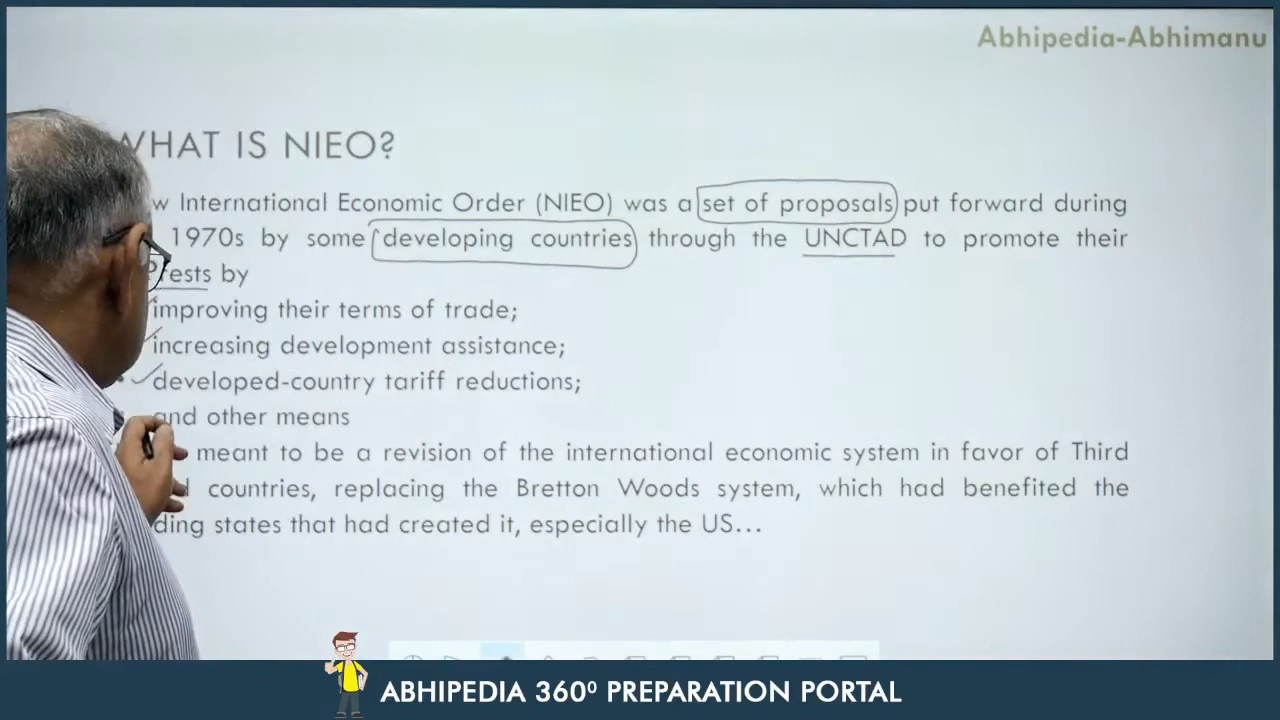 Abhipedia-Abhimanu
WHAT IS NIEO?
w International Economic Order (NIEO) was a set of proposals put forward during
1970s by some developing countries through the UNCTAD to promote their
rests by
improving their terms of trade;
increasing development assistance;
developed-country tariff reductions;
and other means
meant to be a revision of the international economic system in favor of Third
countries, replacing the Bretton Woods system, which had benefited the
ding states that had created it, especially the US...
ABHIPEDIA 360⁰ PREPARATION PORTAL